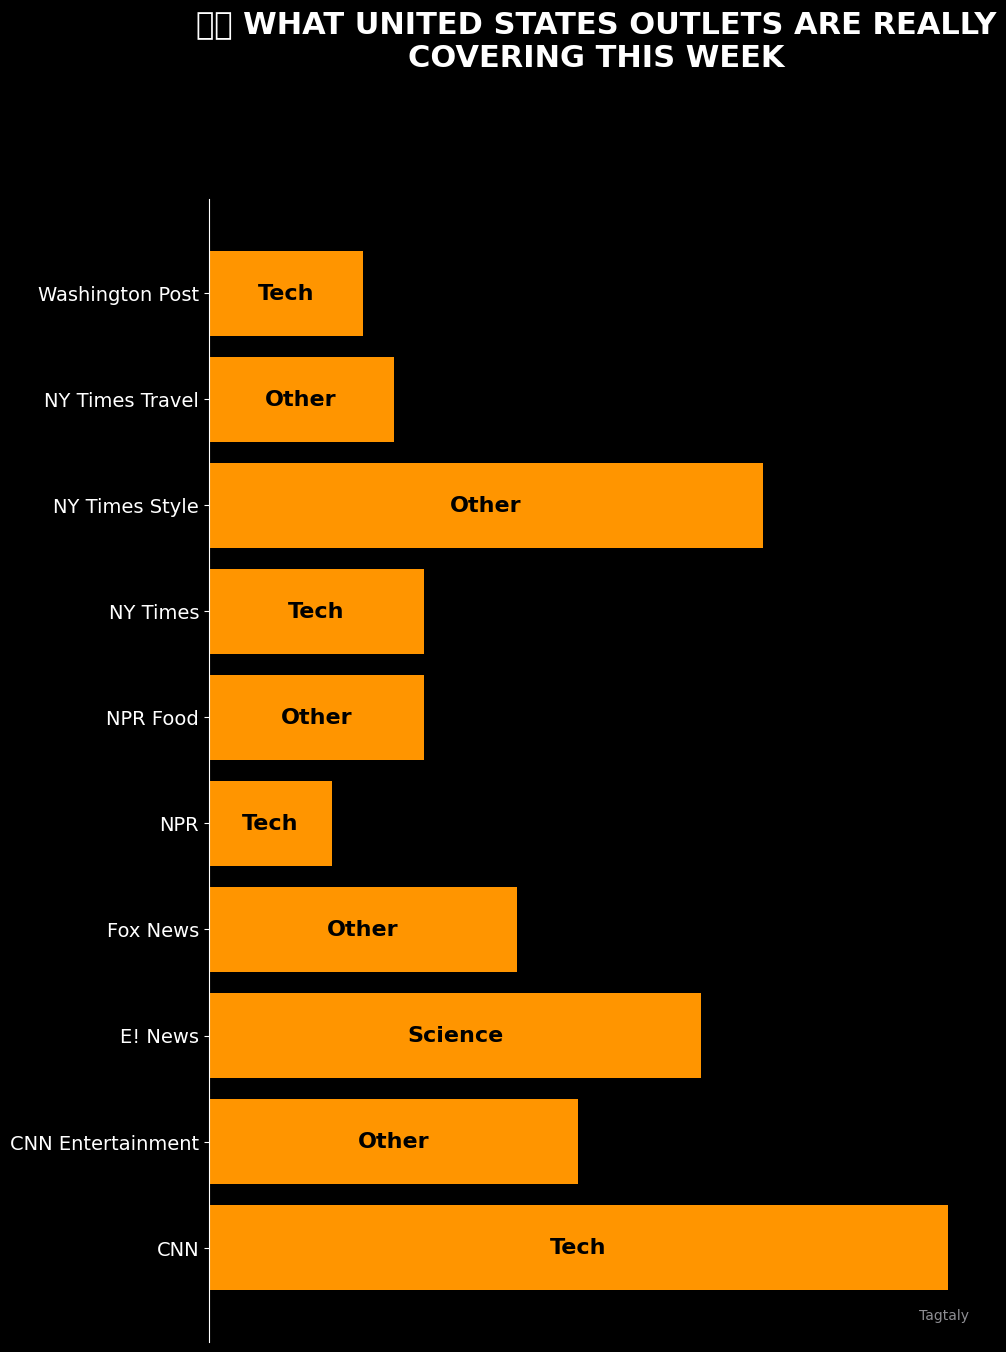 WHAT UNITED STATES OUTLETS ARE REALLY
COVERING THIS WEEK
Washington Post
Tech
NY Times Travel
Other
NY Times Style
Other
NY Times
Tech
NPR Food
Other
NPR
Tech
Fox News
Other
E! News
Science
CNN Entertainment
Other
CNN
Tech
Tagtaly